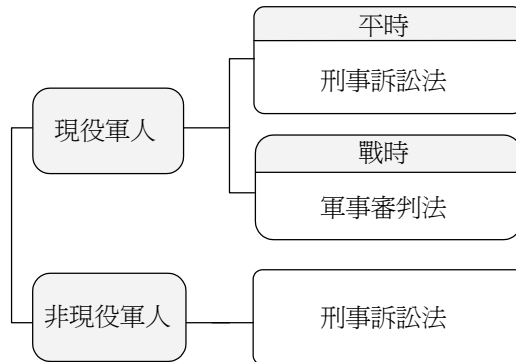 平時
刑事訴訟法
現役軍人
戰時
軍事審判法
非現役軍人
刑事訴訟法